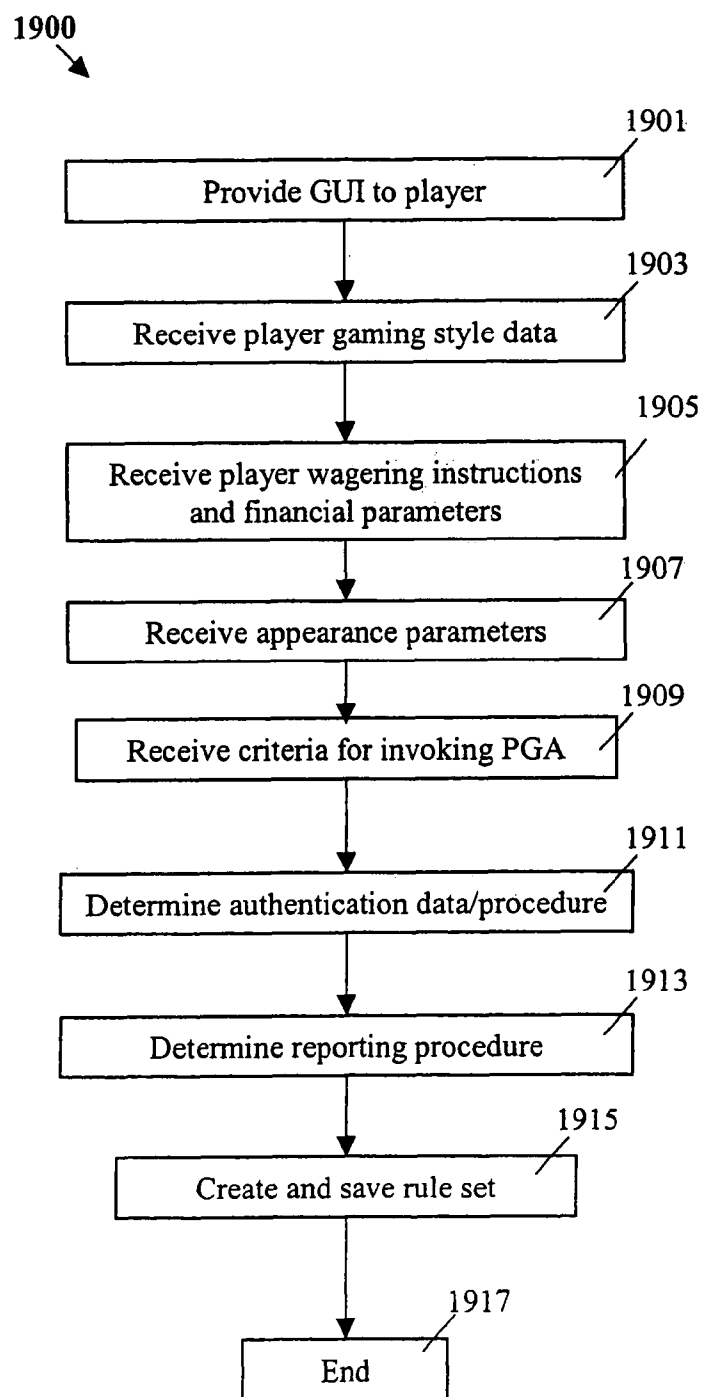 1900
1901
Provide GUI to player
1903
Receive player gaming style data
1905
Receive player wagering instructions
and financial parameters
1907
Receive appearance parameters
1909
Receive criteria for invoking PGA
1911
Determine authentication data/procedure
1913
Determine reporting procedure
1915
Create and save rule set
1917
End